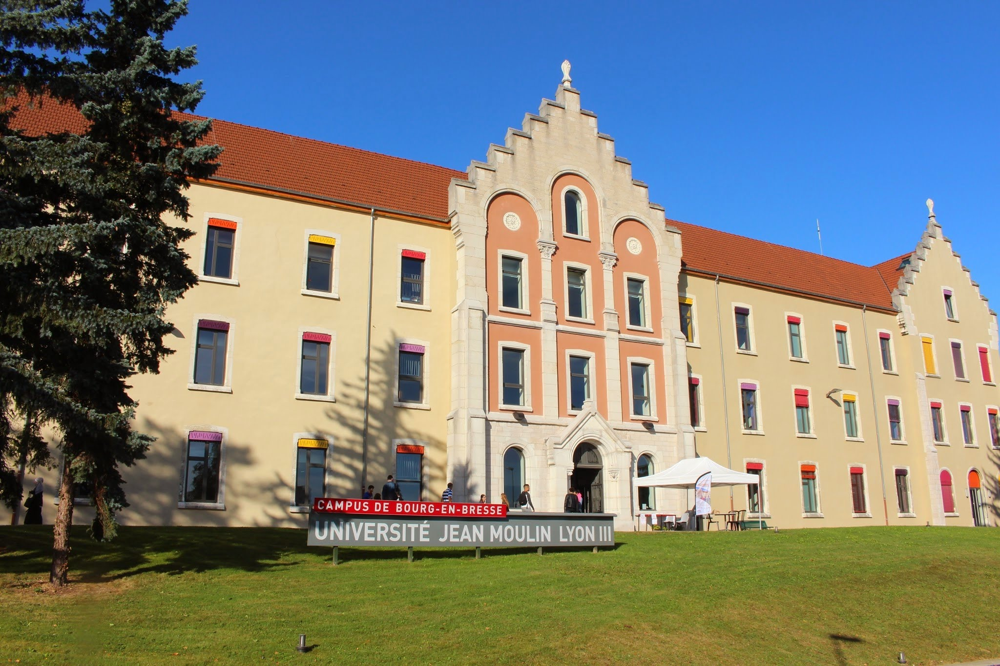 CAMPUS DE BOURG-EN-BRESSE
UNIVERSITÉ JEAN MOULIN LYON III